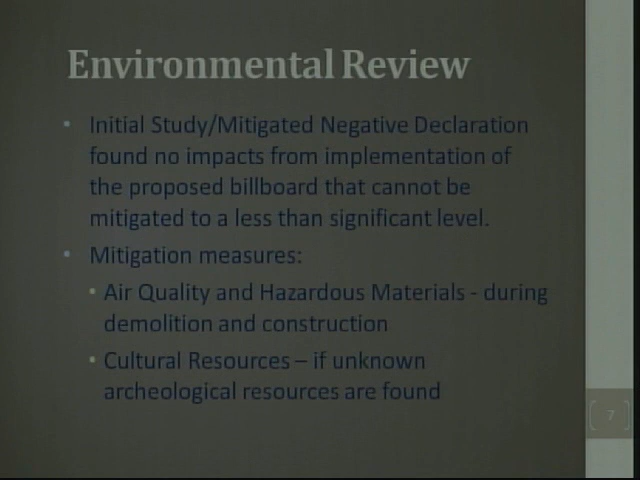 Environmental Review
• Initial Study/Mitigated Negative Declaration
found no impacts from implementation of
the proposed billboard that cannot be
mitigated to a less than significant level.
• Mitigation measures:
• Air Quality and Hazardous Materials - during
demolition and construction
• Cultural Resources – if unknown
archeological resources are found
7